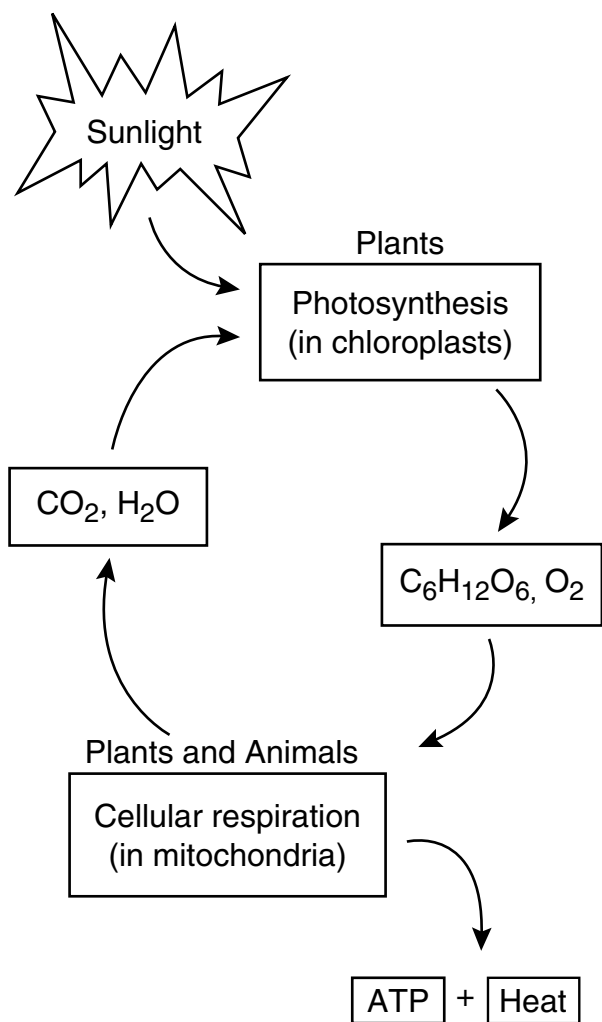 Sunlight
Plants
Photosynthesis
(in chloroplasts)
CO₂, H₂O
C₆H₁₂O₆, O₂
Plants and Animals
Cellular respiration
(in mitochondria)
ATP + Heat